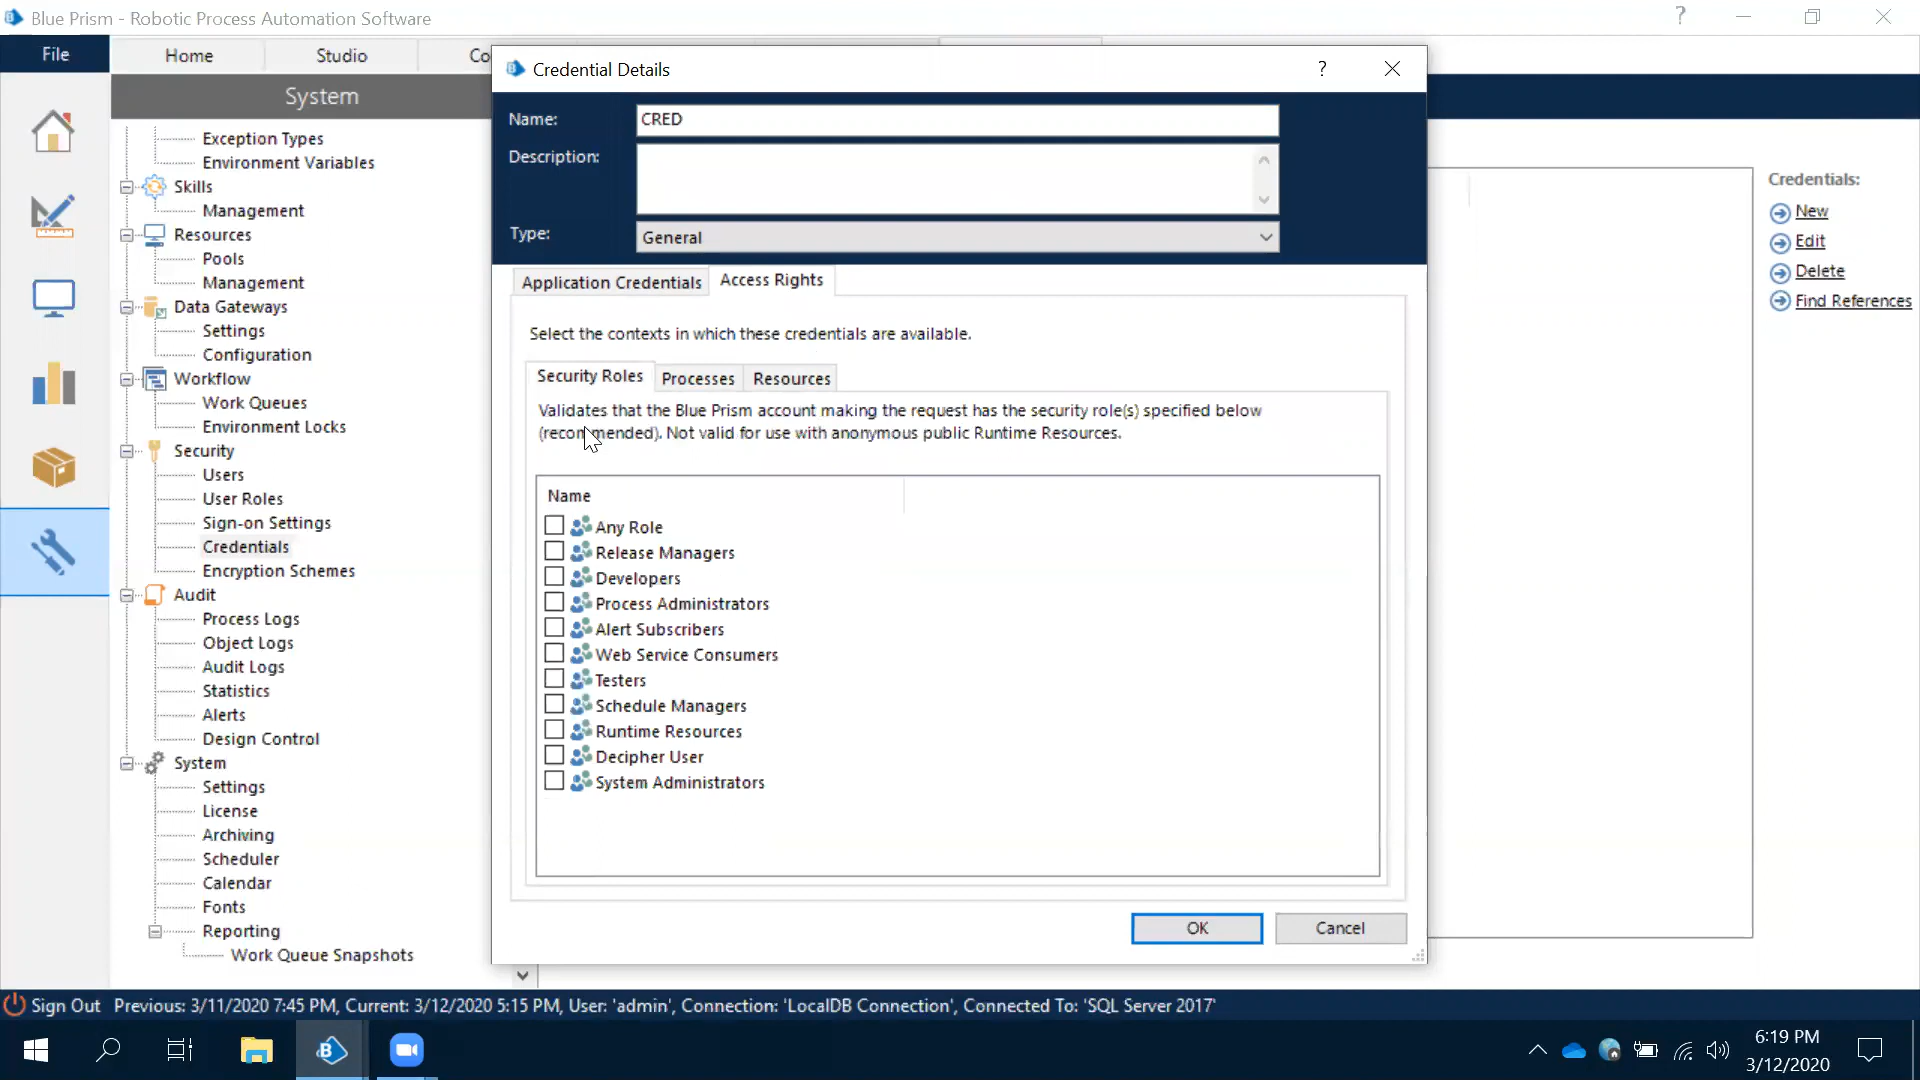 Blue Prism - Robotic Process Automation Software
File
Home
Studio
Co
System
Exception Types
Environment Variables
Skills
Management
Resources
Pools
Management
Data Gateways
Settings
Configuration
Workflow
Work Queues
Environment Locks
Security
Users
User Roles
Sign-on Settings
Credentials
Encryption Schemes
Audit
Process Logs
Object Logs
Audit Logs
Statistics
Alerts
Design Control
System
Settings
License
Archiving
Scheduler
Calendar
Fonts
Reporting
Work Queue Snapshots
Credential Details
?
Name:
CRED
Description:
Type:
General
Application Credentials
Access Rights
Select the contexts in which these credentials are available.
Security Roles
Processes
Resources
Validates that the Blue Prism account making the request has the security role(s) specified below
(recommended). Not valid for use with anonymous public Runtime Resources.
Name
Any Role
Release Managers
Developers
Process Administrators
Alert Subscribers
Web Service Consumers
Testers
Schedule Managers
Runtime Resources
Decipher User
System Administrators
OK
Cancel
?
Credentials:
New
Edit
Delete
Find References
Sign Out Previous: 3/11/2020 7:45 PM, Current: 3/12/2020 5:15 PM, User: 'admin', Connection: 'LocalDB Connection', Connected To: 'SQL Server 2017'
B
6:19 PM
3/12/2020